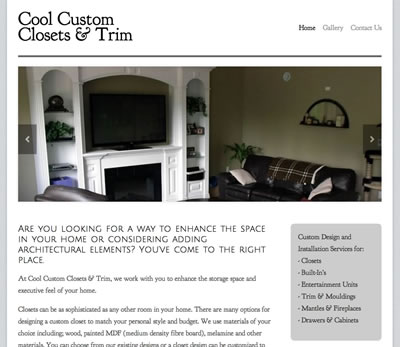 Cool Custom
Closets & Trim
Home Gallery Contact Us
Are you looking for a way to enhance the space
in your home or considering adding
architectural elements? You've come to the right
place.
At Cool Custom Closets & Trim, we work with you to enhance the storage space and
executive feel of your home.
Closets can be as sophisticated as any other room in your home. There are many options for
designing a custom closet to match your personal style and budget. We use materials of your
choice including; wood, painted MDF (medium density fibre board), melamine and other
materials. You can choose from our existing designs or a closet design can be customized to
Custom Design and
Installation Services for:
· Closets
· Built-In's
· Entertainment Units
· Trim & Mouldings
· Mantles & Fireplaces
· Drawers & Cabinets